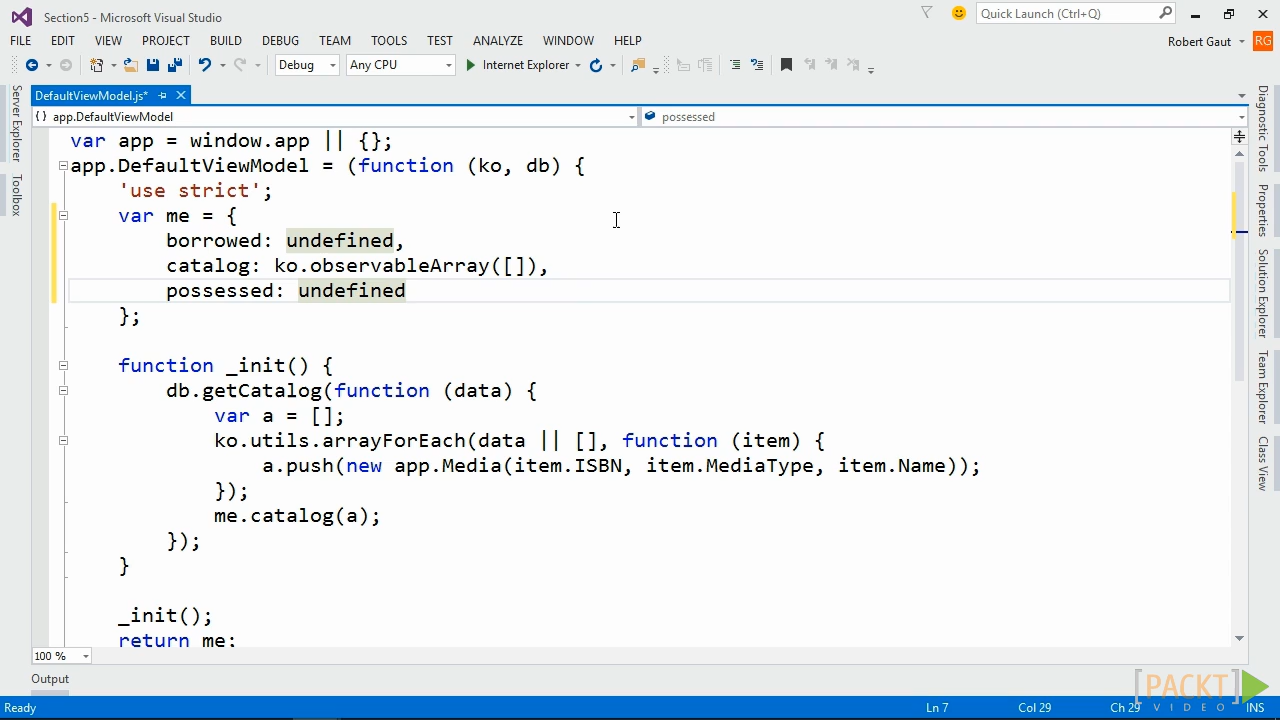 Section5 - Microsoft Visual Studio
Quick Launch (Ctrl+Q)
FILE EDIT VIEW PROJECT BUILD DEBUG TEAM TOOLS TEST ANALYZE WINDOW HELP
Robert Gaut RG
Debug Any CPU Internet Explorer
DefaultViewModel.js*
{ } app.DefaultViewModel
possessed
Server Explorer
Toolbox
var app = window.app || {};
app.DefaultViewModel = (function (ko, db) {
'use strict';
var me = {
borrowed: undefined,
catalog: ko.observableArray([]),
possessed: undefined
};
function _init() {
db.getCatalog(function (data) {
var a = [];
ko.utils.arrayForEach(data || [], function (item) {
a.push(new app.Media(item.ISBN, item.MediaType, item.Name));
});
me.catalog(a);
});
}
_init();
return me;
Diagnostic Tools
Properties
Solution Explorer
Team Explorer
Class View
100 %
Output
[PACKT]
VIDEO
Ready Ln 7 Col 29 Ch 29 INS